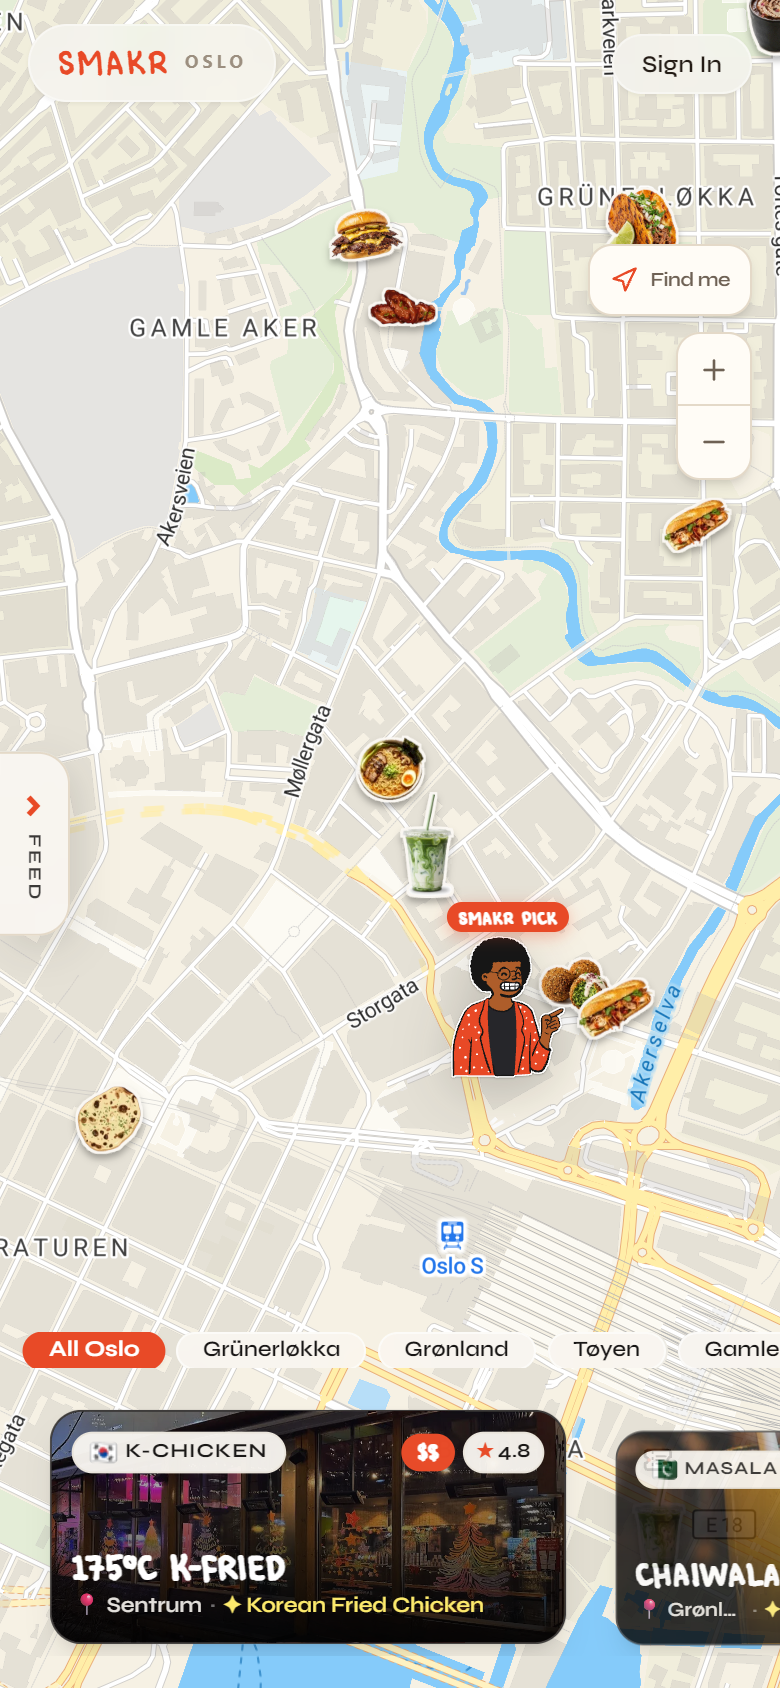 SMAKR OSLO
Sign In
GRÜNERLØKKA
Find me
GAMLE AKER
Akersveien
Møllergata
FEED
SMAKR PICK
Storgata
Akerselva
RATUREN
Oslo S
All Oslo
Grünerløkka
Grønland
Tøyen
Gamle
K-CHICKEN
$$
★ 4.8
A
MASALA
E18
175°C K-FRIED
Sentrum · Korean Fried Chicken
CHAIWALA
Grønl... ·